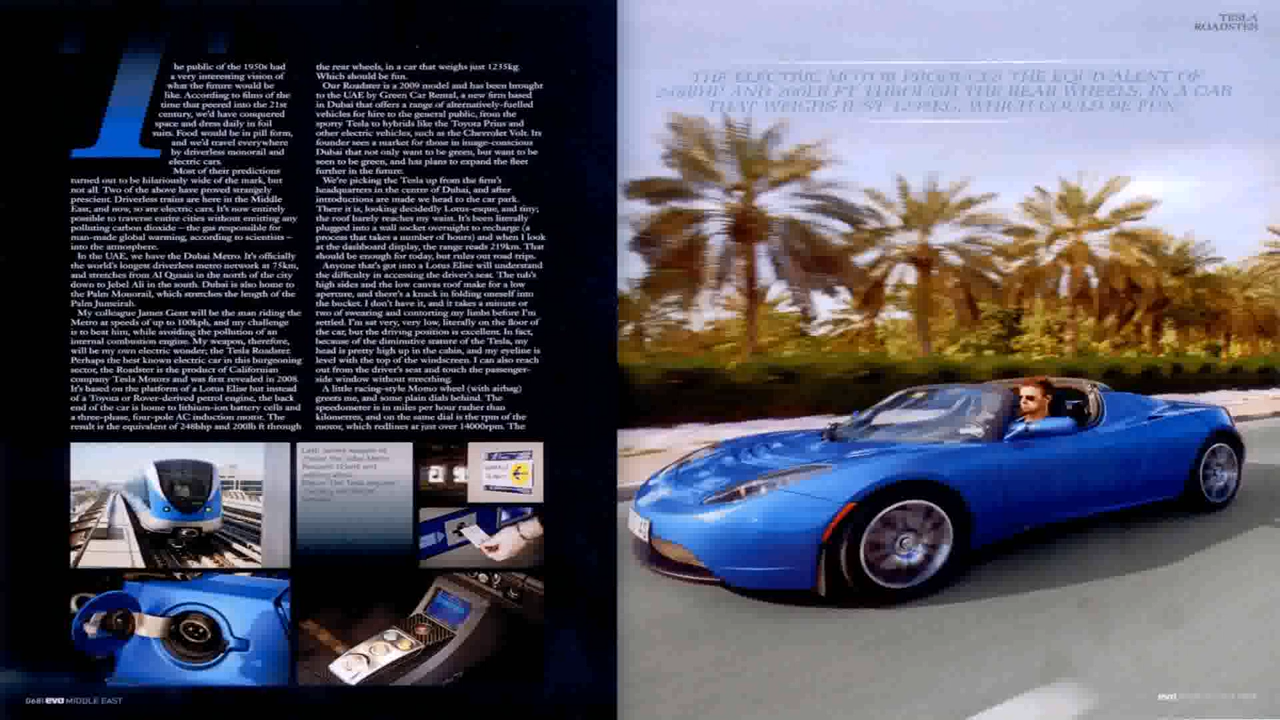 The public of the 1950s had
a very interesting vision of
what the future would be
like. According to films of the
time that peered into the 21st
century, we'd have conquered
space and dress daily in foil
suits. Food would be in pill form,
and we'd travel everywhere
by driverless monorail and
electric cars.
Most of their predictions
turned out to be hilariously wide of the mark, but
not all. Two of the above have proved strangely
prescient. Driverless trains are here in the Middle
East, and now, so are electric cars. It's now entirely
possible to traverse entire cities without emitting any
polluting carbon dioxide – the gas responsible for
man-made global warming, according to scientists –
into the atmosphere.
In the UAE, we have the Dubai Metro. It's officially
the world's longest driverless metro network at 75km,
and stretches from Al Qusais in the north of the city
down to Jebel Ali in the south. Dubai is also home to
the Palm Monorail, which stretches the length of the
Palm Jumeirah.
My colleague James Gent will be the man riding the
Metro at speeds of up to 100kph, and my challenge
is to beat him, while avoiding the pollution of an
internal combustion engine. My weapon, therefore,
will be my own electric wonder; the Tesla Roadster.
Perhaps the best known electric car in this burgeoning
sector, the Roadster is the product of Californian
company Tesla Motors and was first revealed in 2008.
It's based on the platform of a Lotus Elise but instead
of a Toyota or Rover-derived petrol engine, the back
end of the car is home to lithium-ion battery cells and
a three-phase, four-pole AC induction motor. The
result is the equivalent of 248bhp and 200lb ft through
the rear wheels, in a car that weighs just 1235kg.
Which should be fun.
Our Roadster is a 2009 model and has been brought
to the UAE by Green Car Rental, a new firm based
in Dubai that offers a range of alternatively-fuelled
vehicles for hire to the general public, from the
sporty Tesla to hybrids like the Toyota Prius and
other electric vehicles, such as the Chevrolet Volt. Its
founder sees a market for those in image-conscious
Dubai that not only want to be green, but want to be
seen to be green, and has plans to expand the fleet
further in the future.
We're picking the Tesla up from the firm's
headquarters in the centre of Dubai, and after
introductions are made we head to the car park.
There it is, looking decidedly Lotus-esque, and tiny;
the roof barely reaches my waist. It's been literally
plugged into a wall socket overnight to recharge (a
process that takes a number of hours) and when I look
at the dashboard display, the range reads 219km. That
should be enough for today, but rules out road trips.
Anyone that's got into a Lotus Elise will understand
the difficulty in accessing the driver's seat. The tub's
high sides and the low canvas roof make for a low
aperture, and there's a knack in folding oneself into
the bucket. I don't have it, and it takes a minute or
two of swearing and contorting my limbs before I'm
settled. I'm sat very, very low, literally on the floor of
the car, but the driving position is excellent. In fact,
because of the diminutive stature of the Tesla, my
head is pretty high up in the cabin, and my eyeline is
level with the top of the windscreen. I can also reach
out from the driver's seat and touch the passenger-
side window without stretching.
A little racing-style Momo wheel (with airbag)
greets me, and some plain dials behind. The
speedometer is in miles per hour rather than
kilometres, and on the same dial is the rpm of the
motor, which redlines at just over 14000rpm. The
068 evo MIDDLE EAST
TESLA
ROADSTER
THE ELECTRIC MOTOR PRODUCES THE EQUIVALENT OF
248BHP AND 200LB FT THROUGH THE REAR WHEELS, IN A CAR
THAT WEIGHS JUST 1235KG. WHICH COULD BE FUN
evo